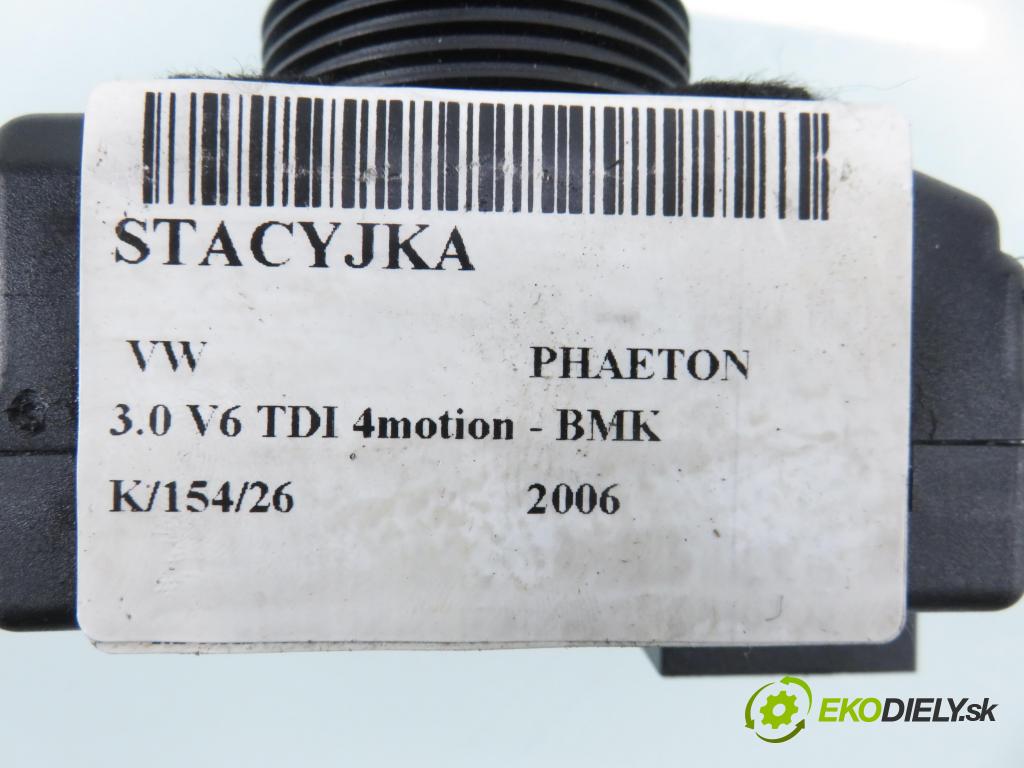 STACYJKA
VW PHAETON
3.0 V6 TDI 4motion - BMK
K/154/26 2006
EKODIELY.sk